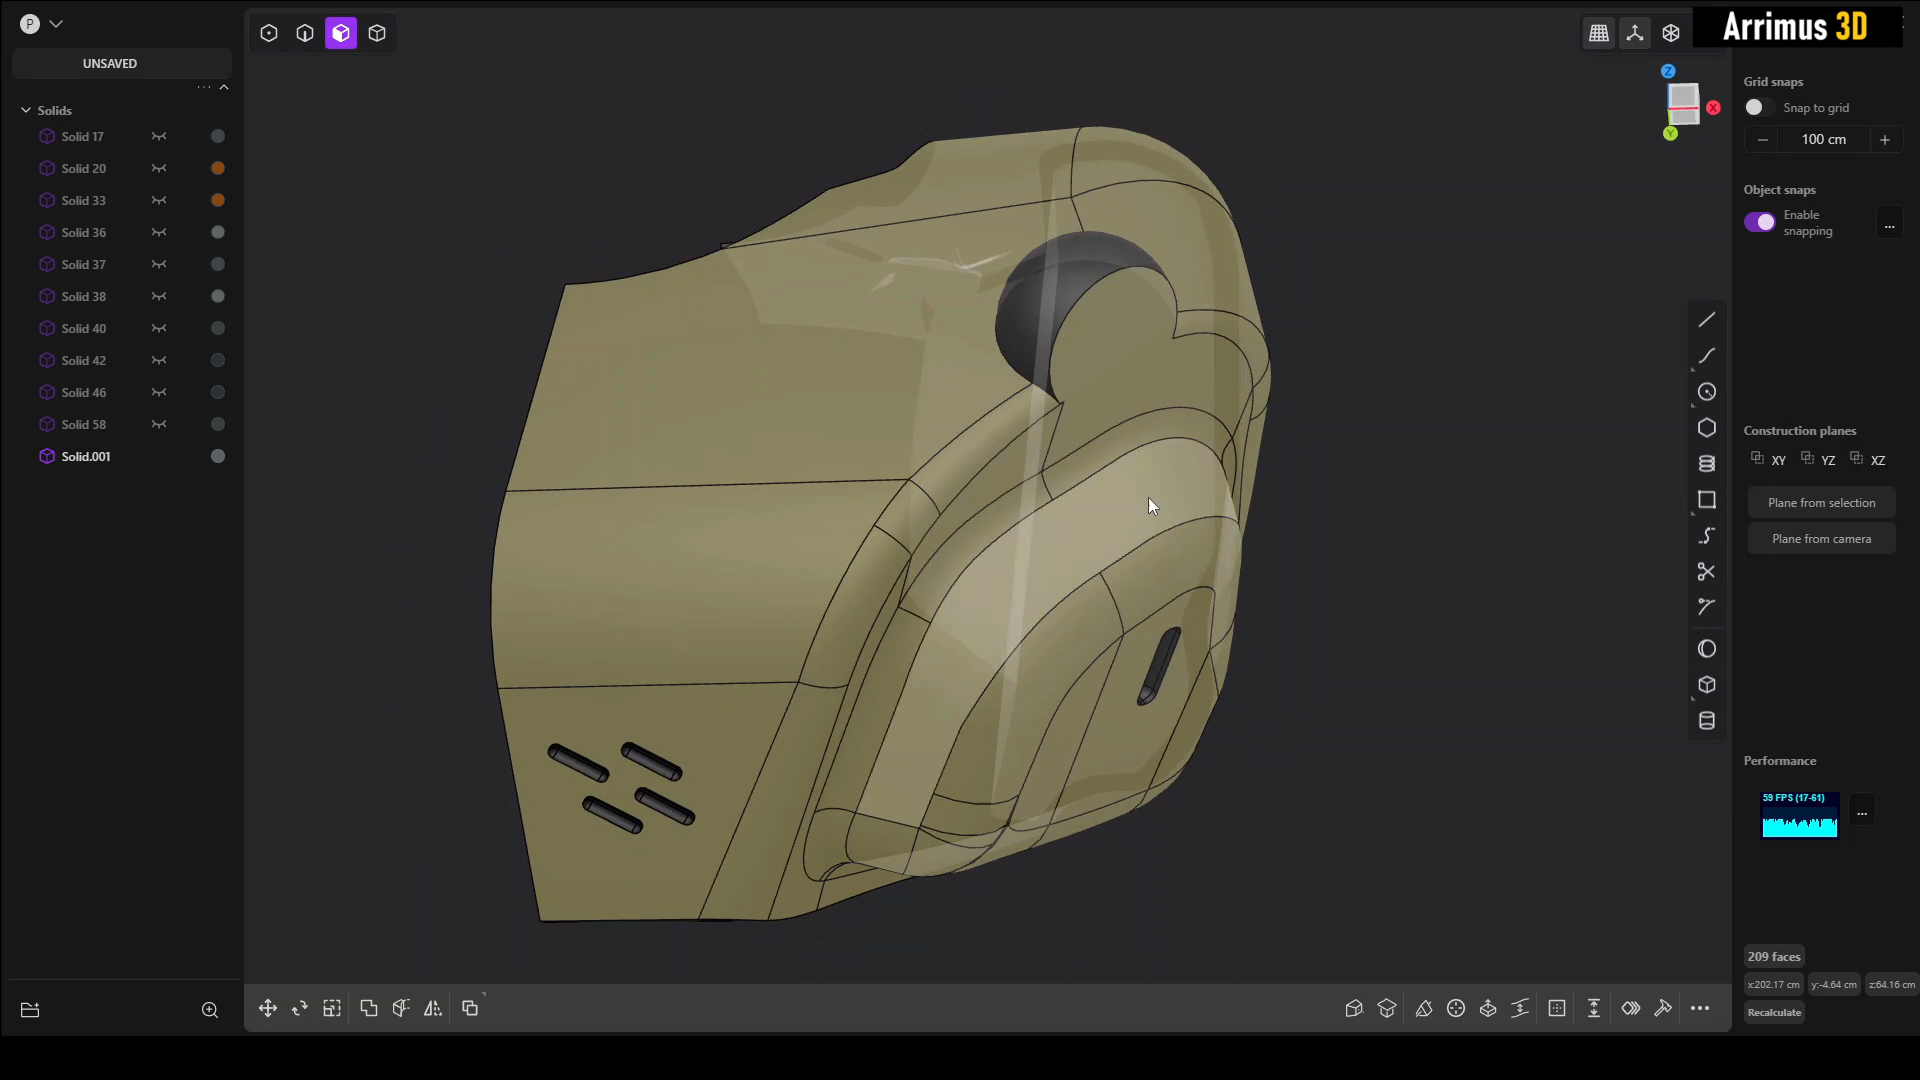 P
Arrimus 3D
UNSAVED
Solids
Solid 17
Solid 20
Solid 33
Solid 36
Solid 37
Solid 38
Solid 40
Solid 42
Solid 46
Solid 58
Solid.001
Z
X
Y
Grid snaps
Snap to grid
100 cm
Object snaps
Enable
snapping
Construction planes
XY YZ XZ
Plane from selection
Plane from camera
Performance
59 FPS (17-61)
209 faces
x:202.17 cm y:-4.64 cm z:64.16 cm
Recalculate